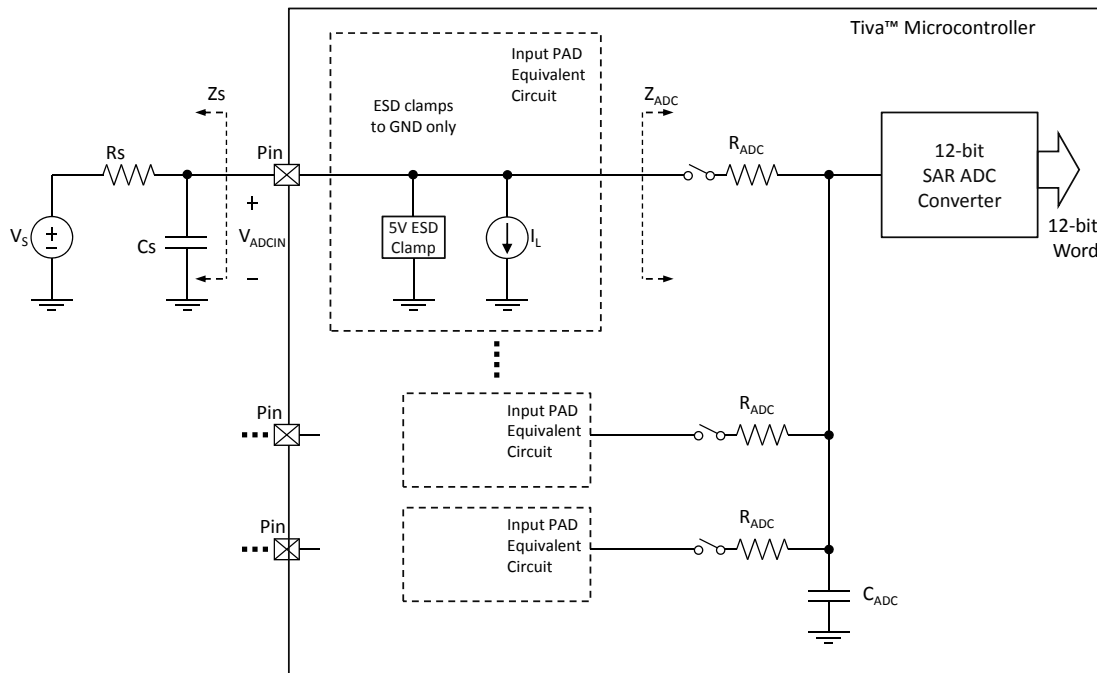 Tiva™ Microcontroller
Input PAD
Equivalent
Circuit
ESD clamps
to GND only
Zs
Z_ADC
Rs
Pin
R_ADC
12-bit
SAR ADC
Converter
V_S
+
−
Cs
+
V_ADCIN
−
5V ESD
Clamp
I_L
12-bit
Word
Pin
Input PAD
Equivalent
Circuit
R_ADC
Pin
Input PAD
Equivalent
Circuit
R_ADC
C_ADC